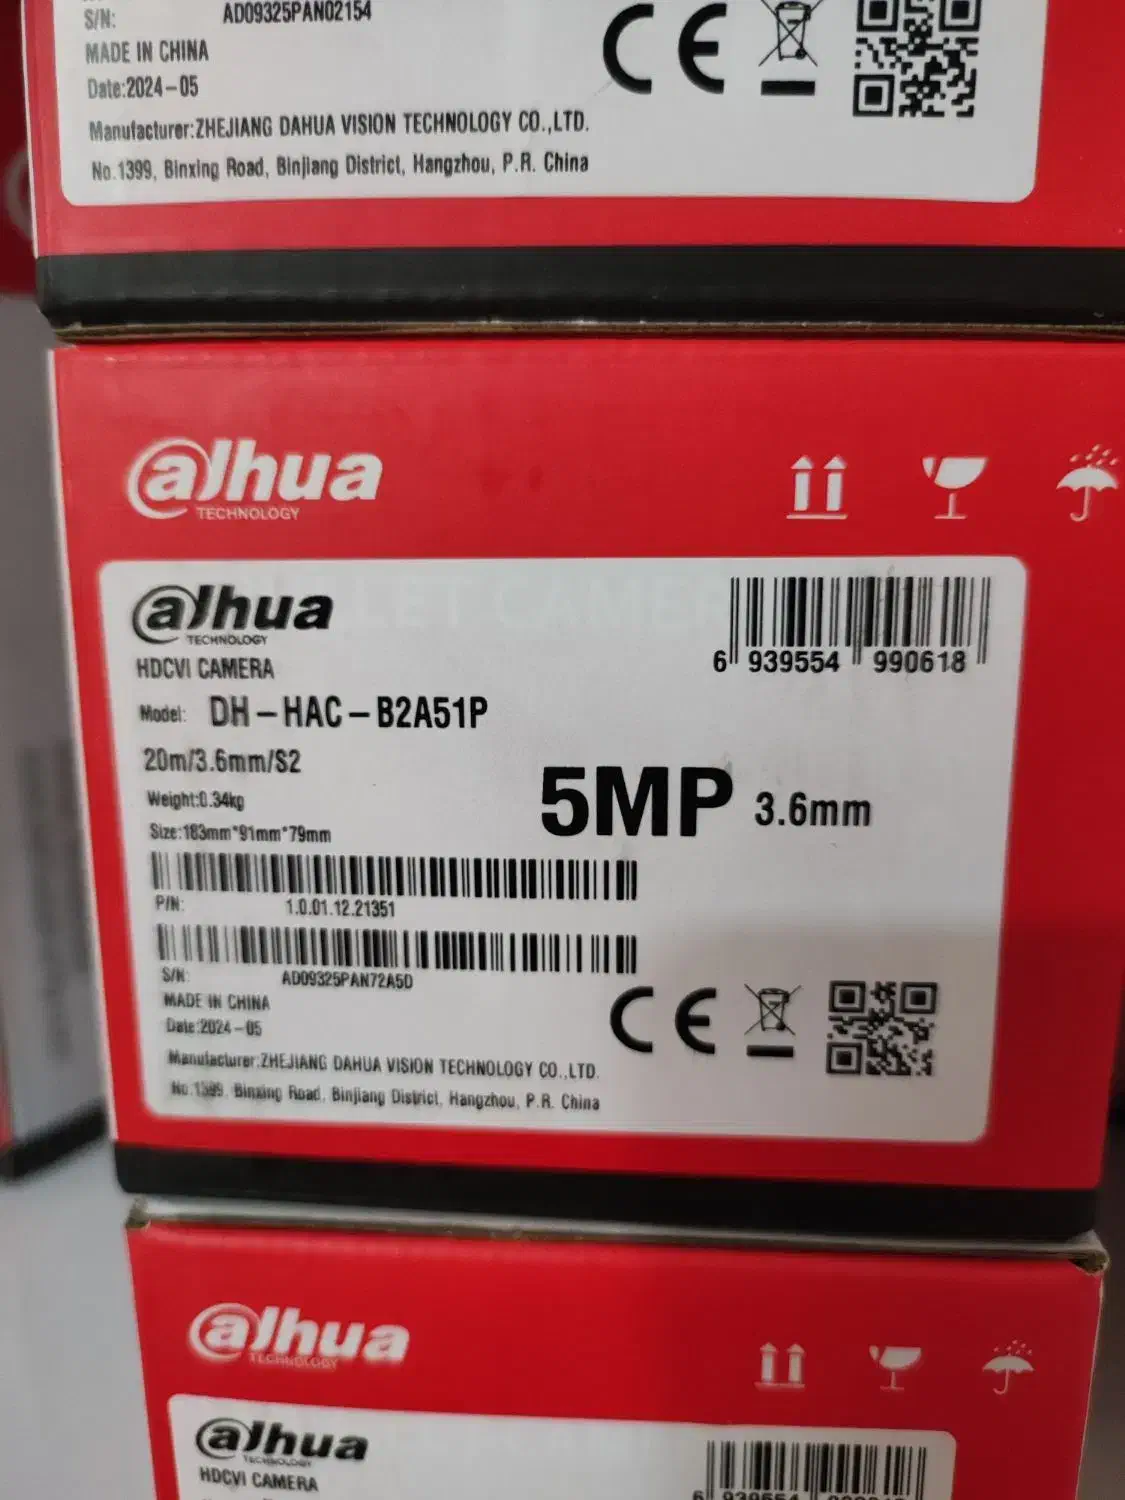 S/N: AD09325PAN02154
MADE IN CHINA
Date:2024-05
Manufacturer:ZHEJIANG DAHUA VISION TECHNOLOGY CO.,LTD.
No.1399, Binxing Road, Binjiang District, Hangzhou, P.R. China
CE
alhua
TECHNOLOGY
alhua
TECHNOLOGY
HDCVI CAMERA
6 939554 990618
Model: DH-HAC-B2A51P
20m/3.6mm/S2
5MP 3.6mm
Weight:0.34kg
Size:183mm*91mm*79mm
P/N: 1.0.01.12.21351
S/N: AD09325PAN72A5D
MADE IN CHINA
Date:2024-05
Manufacturer:ZHEJIANG DAHUA VISION TECHNOLOGY CO.,LTD.
No.1399, Binxing Road, Binjiang District, Hangzhou, P.R. China
CE
alhua
TECHNOLOGY
alhua
TECHNOLOGY
HDCVI CAMERA